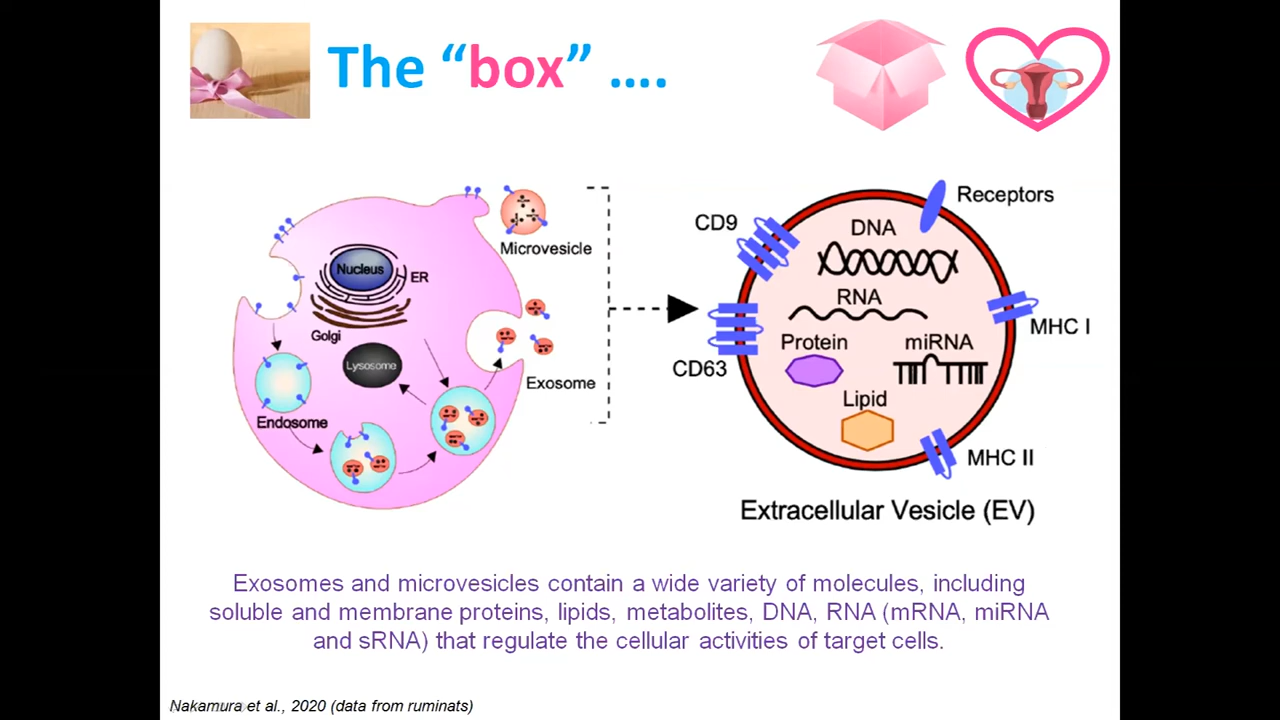 The “box” ....
Microvesicle
Nucleus
ER
Golgi
Lysosome
Exosome
Endosome
Receptors
CD9
DNA
RNA
MHC I
Protein
miRNA
CD63
Lipid
MHC II
Extracellular Vesicle (EV)
Exosomes and microvesicles contain a wide variety of molecules, including
soluble and membrane proteins, lipids, metabolites, DNA, RNA (mRNA, miRNA
and sRNA) that regulate the cellular activities of target cells.
Nakamura et al., 2020 (data from ruminats)